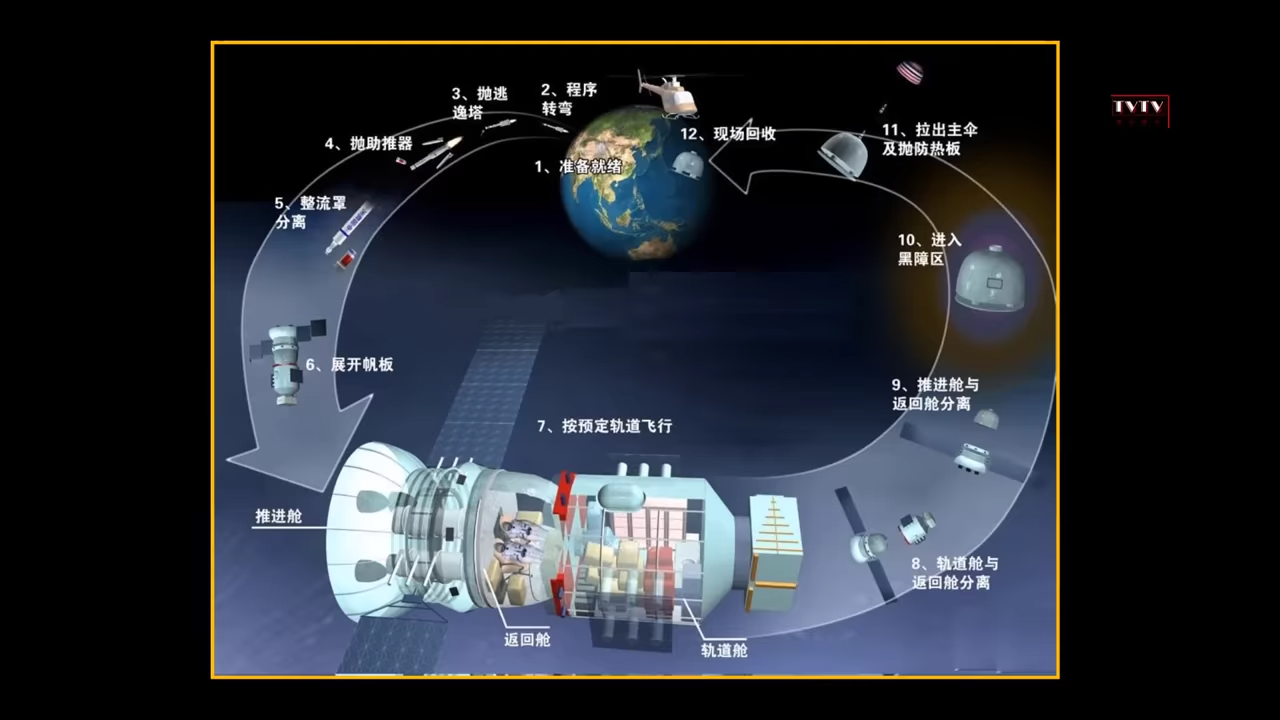 1、准备就绪
2、程序
转弯
3、抛逃
逸塔
4、抛助推器
5、整流罩
分离
6、展开帆板
7、按预定轨道飞行
推进舱
返回舱
轨道舱
8、轨道舱与
返回舱分离
9、推进舱与
返回舱分离
10、进入
黑障区
11、拉出主伞
及抛防热板
12、现场回收
TVTV